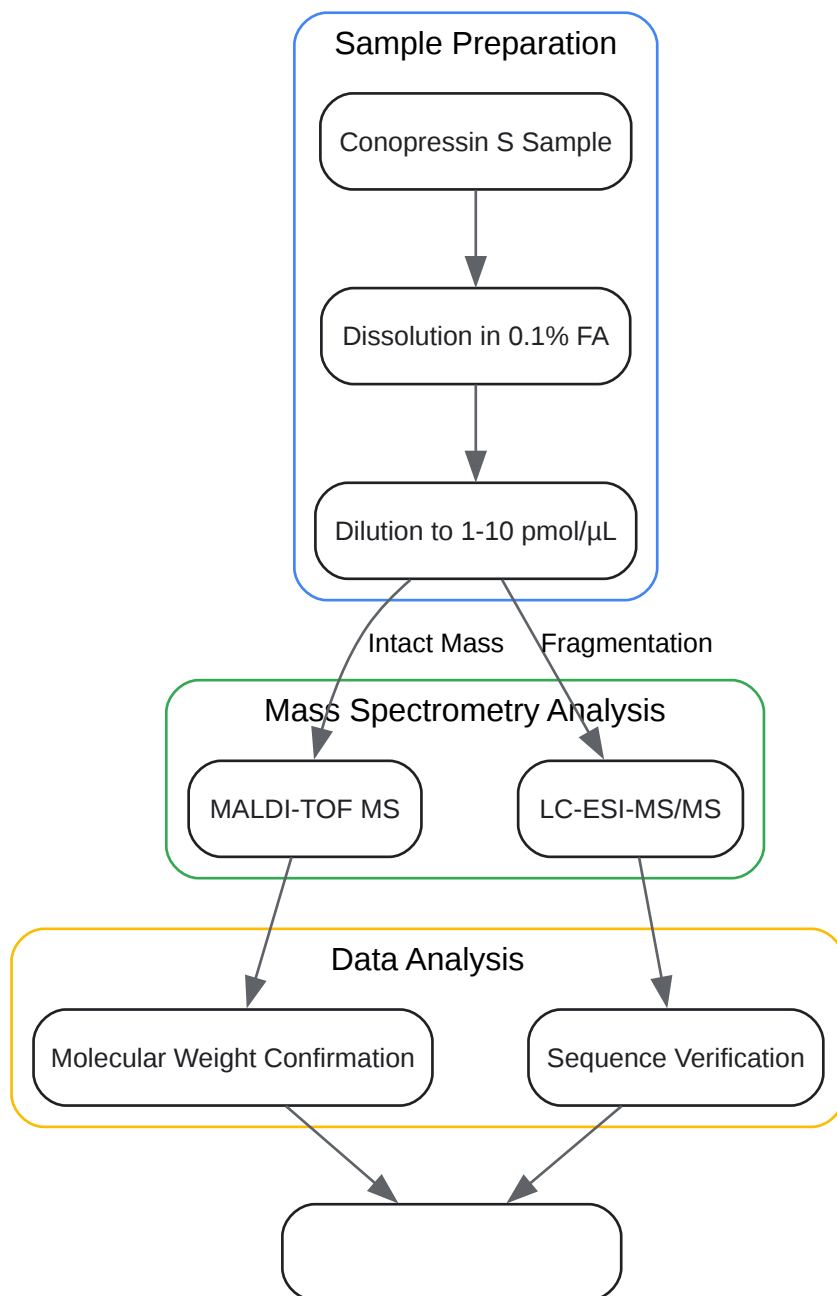 Sample Preparation
Conopressin S Sample
Dissolution in 0.1% FA
Dilution to 1-10 pmol/µL
Intact Mass
Fragmentation
Mass Spectrometry Analysis
MALDI-TOF MS
LC-ESI-MS/MS
Data Analysis
Molecular Weight Confirmation
Sequence Verification